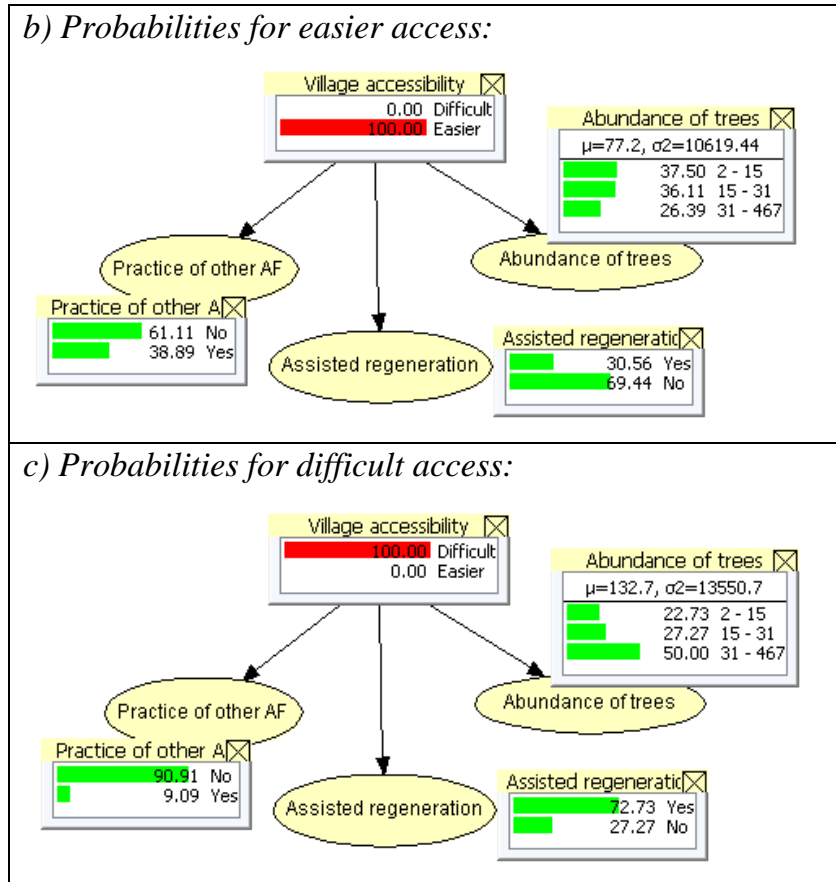 b) Probabilities for easier access:
Village accessibility
0.00 Difficult
100.00 Easier
Abundance of trees
μ=77.2, σ2=10619.44
37.50 2 - 15
36.11 15 - 31
26.39 31 - 467
Practice of other AF
Abundance of trees
Practice of other A
61.11 No
38.89 Yes
Assisted regeneration
Assisted regeneratic
30.56 Yes
69.44 No
c) Probabilities for difficult access:
Village accessibility
100.00 Difficult
0.00 Easier
Abundance of trees
μ=132.7, σ2=13550.7
22.73 2 - 15
27.27 15 - 31
50.00 31 - 467
Practice of other AF
Abundance of trees
Practice of other A
90.91 No
9.09 Yes
Assisted regeneration
Assisted regeneratic
72.73 Yes
27.27 No